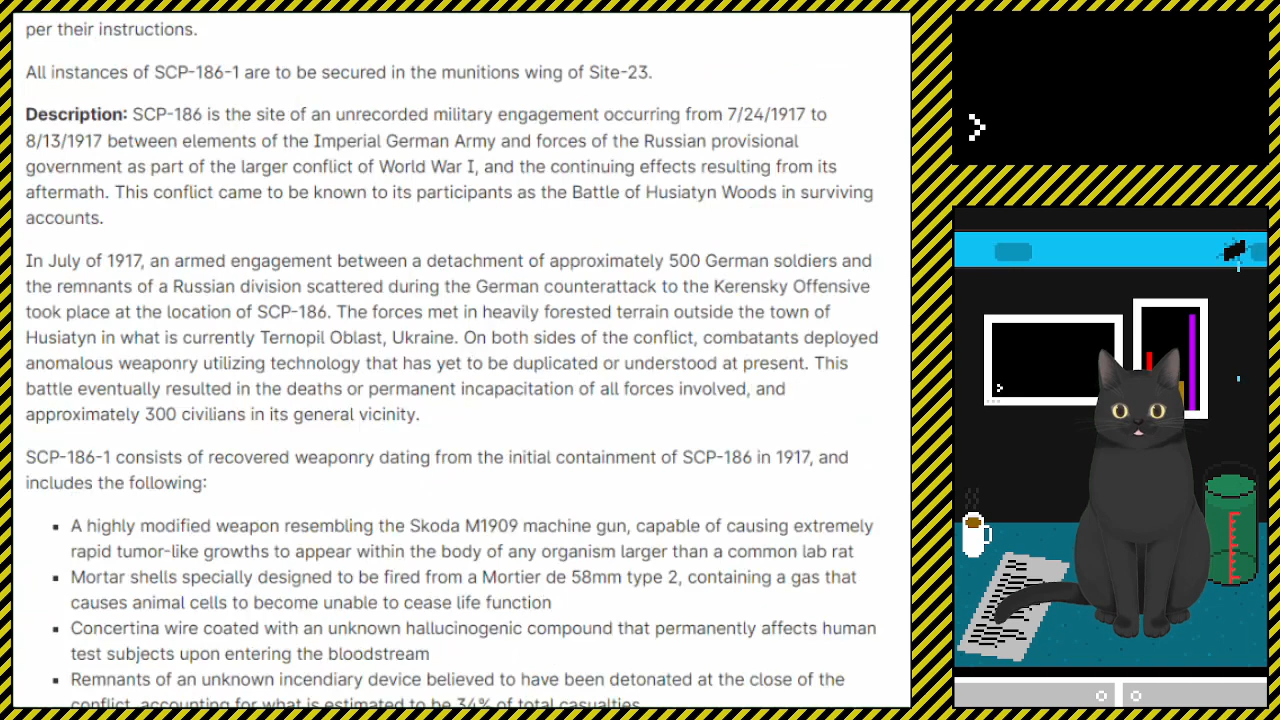 per their instructions.
All instances of SCP-186-1 are to be secured in the munitions wing of Site-23.
Description: SCP-186 is the site of an unrecorded military engagement occurring from 7/24/1917 to
8/13/1917 between elements of the Imperial German Army and forces of the Russian provisional
government as part of the larger conflict of World War I, and the continuing effects resulting from its
aftermath. This conflict came to be known to its participants as the Battle of Husiatyn Woods in surviving
accounts.
In July of 1917, an armed engagement between a detachment of approximately 500 German soldiers and
the remnants of a Russian division scattered during the German counterattack to the Kerensky Offensive
took place at the location of SCP-186. The forces met in heavily forested terrain outside the town of
Husiatyn in what is currently Ternopil Oblast, Ukraine. On both sides of the conflict, combatants deployed
anomalous weaponry utilizing technology that has yet to be duplicated or understood at present. This
battle eventually resulted in the deaths or permanent incapacitation of all forces involved, and
approximately 300 civilians in its general vicinity.
SCP-186-1 consists of recovered weaponry dating from the initial containment of SCP-186 in 1917, and
includes the following:
▪ A highly modified weapon resembling the Skoda M1909 machine gun, capable of causing extremely
rapid tumor-like growths to appear within the body of any organism larger than a common lab rat
▪ Mortar shells specially designed to be fired from a Mortier de 58mm type 2, containing a gas that
causes animal cells to become unable to cease life function
▪ Concertina wire coated with an unknown hallucinogenic compound that permanently affects human
test subjects upon entering the bloodstream
▪ Remnants of an unknown incendiary device believed to have been detonated at the close of the
conflict, accounting for what is estimated to be 34% of total casualties